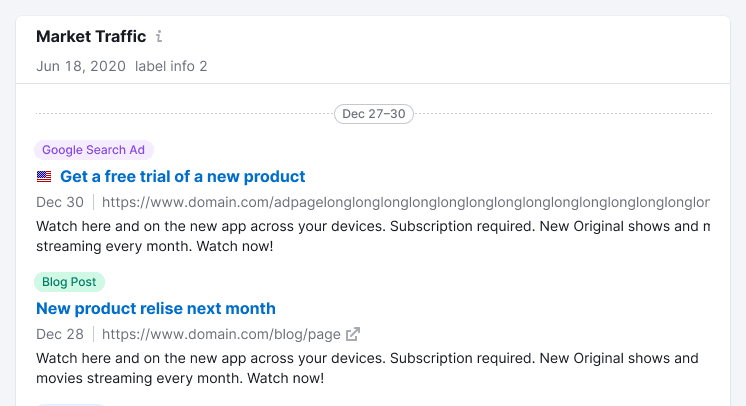 Market Traffic
Jun 18, 2020 label info 2
Dec 27–30
Google Search Ad
Get a free trial of a new product
Dec 30 https://www.domain.com/adpagelonglonglonglonglonglonglonglonglonglonglonglonglonglonglonglong
Watch here and on the new app across your devices. Subscription required. New Original shows and
streaming every month. Watch now!
Blog Post
New product relise next month
Dec 28 https://www.domain.com/blog/page
Watch here and on the new app across your devices. Subscription required. New Original shows and
movies streaming every month. Watch now!